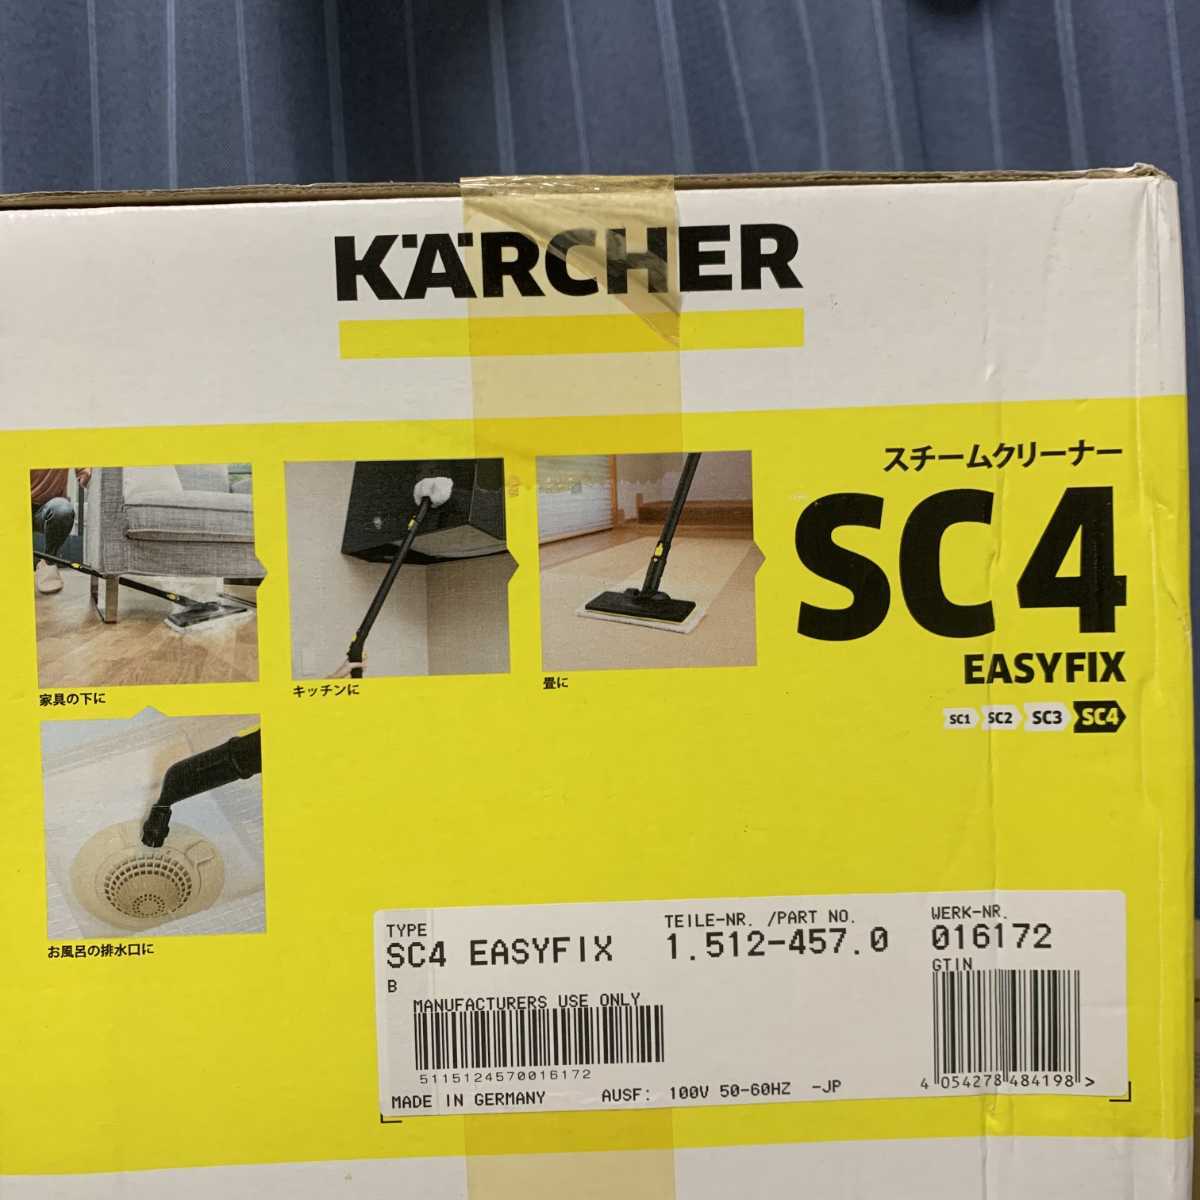 KÄRCHER
スチームクリーナー
SC4
EASYFIX
SC1 SC2 SC3 SC4
家具の下に
キッチンに
畳に
お風呂の排水口に
TYPE
SC4 EASYFIX
TEILE-NR. /PART NO.
1.512-457.0
WERK-NR.
016172
B
GTIN
MANUFACTURERS USE ONLY
5115124570016172
4 054278 484198 >
MADE IN GERMANY
AUSF: 100V 50-60HZ -JP